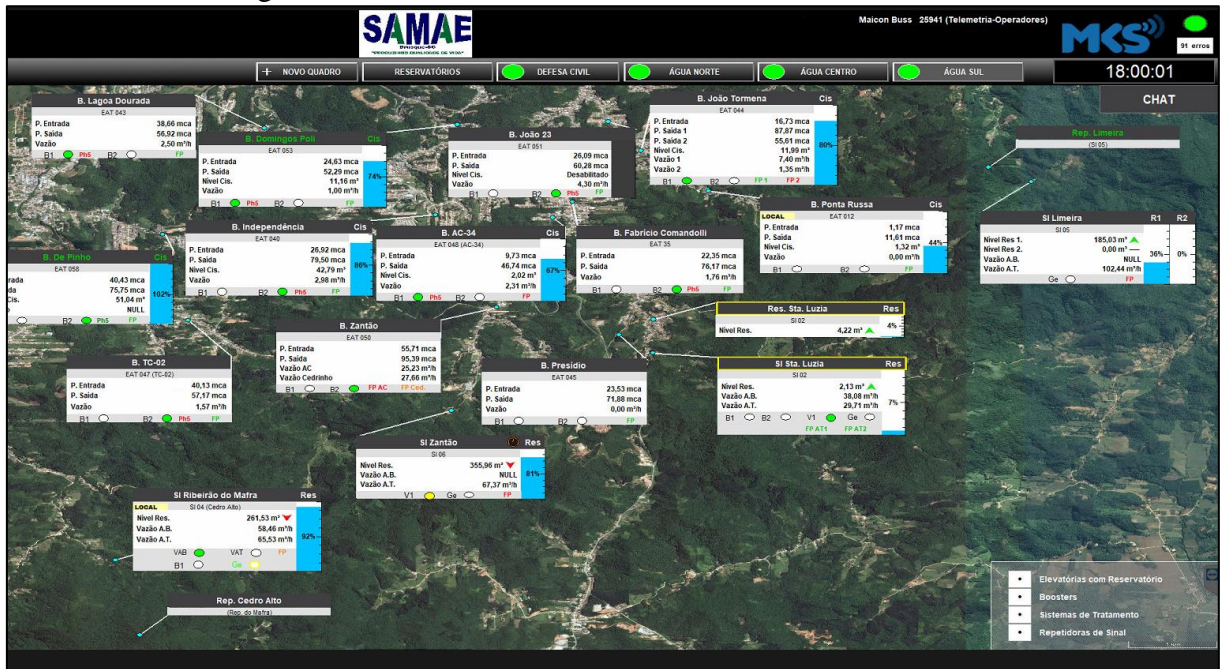 SAMAE
Brusque-SC
"PRODUZINDO QUALIDADE DE VIDA"
Maicon Buss 25941 (Telemetria-Operadores)
MKS
91 erros
+ NOVO QUADRO
RESERVATÓRIOS
DEFESA CIVIL
ÁGUA NORTE
ÁGUA CENTRO
ÁGUA SUL
18:00:01
CHAT
B. Lagoa Dourada
EAT 043
P. Entrada 38,66 mca
P. Saída 56,92 mca
Vazão 2,50 m³/h
B1 Ph5 B2 FP
B. Domingos Poli Cis
EAT 053
P. Entrada 24,63 mca
P. Saída 52,29 mca
Nivel Cis. 11,16 m³
Vazão 1,00 m³/h
74%
B1 Ph5 B2 FP
B. João 23
EAT 051
P. Entrada 26,09 mca
P. Saída 60,28 mca
Nivel Cis. Desabilitado
Vazão 4,30 m³/h
B1 B2 Ph5 FP
B. João Tormena Cis
EAT 044
P. Entrada 16,73 mca
P. Saída 1 87,87 mca
P. Saída 2 55,61 mca
Nivel Cis. 11,99 m³
Vazão 1 7,40 m³/h
Vazão 2 1,35 m³/h
80%
B1 B2 FP 1 FP 2
Rep. Limeira
(SI 05)
B. Independência Cis
EAT 040
P. Entrada 26,92 mca
P. Saída 79,50 mca
Nivel Cis. 42,79 m³
Vazão 2,98 m³/h
86%
B1 B2 Ph5 FP
B. AC-34 Cis
EAT 048 (AC-34)
P. Entrada 9,73 mca
P. Saída 46,74 mca
Nivel Cis. 2,02 m³
Vazão 2,31 m³/h
67%
B1 Ph5 B2 FP
B. Fabrício Comandolli
EAT 35
P. Entrada 22,35 mca
P. Saída 76,17 mca
Vazão 1,76 m³/h
B1 B2 Ph5 FP
B. Ponta Russa Cis
LOCAL EAT 012
P. Entrada 1,17 mca
P. Saída 11,61 mca
Nivel Cis. 1,32 m³
Vazão 0,00 m³/h
44%
B1 B2 FP
SI Limeira R1 R2
SI 05
Nivel Res 1. 185,03 m³
Nivel Res 2. 0,00 m³
Vazão A.B. NULL
Vazão A.T. 102,44 m³/h
36% 0%
Ge FP
B. De Pinho Cis
EAT 058
rada 40,43 mca
da 75,75 mca
Cis. 51,04 m³
NULL
102%
B2 Ph5 FP
B. Zantão
EAT 050
P. Entrada 55,71 mca
P. Saída 95,39 mca
Vazão AC 25,23 m³/h
Vazão Cedrinho 27,66 m³/h
B1 B2 FP AC FP Ced.
Res. Sta. Luzia Res
SI 02
Nivel Res. 4,22 m³
4%
B. TC-02
EAT 047 (TC-02)
P. Entrada 40,13 mca
P. Saída 57,17 mca
Vazão 1,57 m³/h
B1 B2 Ph5 FP
B. Presídio
EAT 045
P. Entrada 23,53 mca
P. Saída 71,88 mca
Vazão 0,00 m³/h
B1 B2 FP
SI Sta. Luzia Res
SI 02
Nivel Res. 2,13 m³
Vazão A.B. 38,08 m³/h
Vazão A.T. 29,71 m³/h
7%
B1 B2 V1 Ge
FP AT1 FP AT2
SI Zantão Res
SI 06
Nivel Res. 355,96 m³
Vazão A.B. NULL
Vazão A.T. 67,37 m³/h
81%
V1 Ge FP
SI Ribeirão do Mafra Res
LOCAL SI 04 (Cedro Alto)
Nivel Res. 261,53 m³
Vazão A.B. 58,46 m³/h
Vazão A.T. 65,53 m³/h
92%
VAB VAT FP
B1 Ge
Rep. Cedro Alto
(Rep. do Mafra)
Elevatórias com Reservatório
Boosters
Sistemas de Tratamento
Repetidoras de Sinal